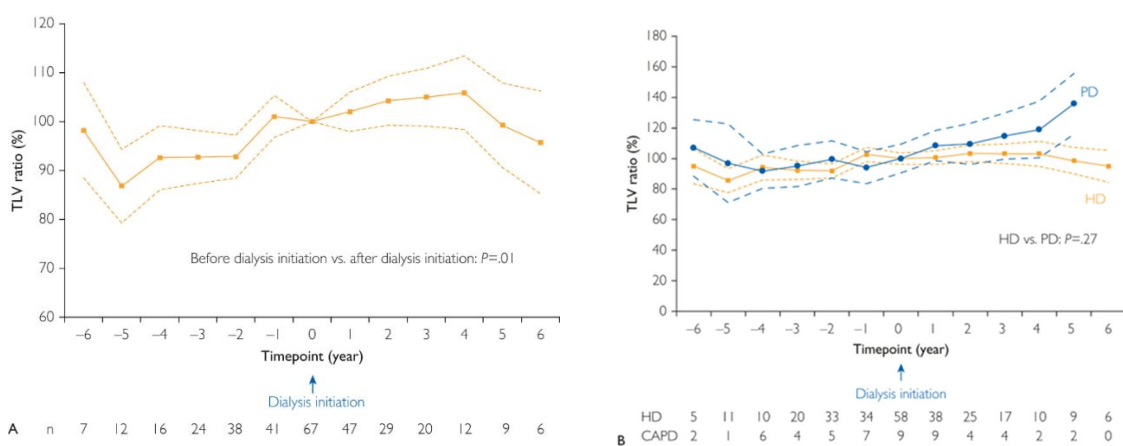 120
110
100
90
80
70
60
TLV ratio (%)
Before dialysis initiation vs. after dialysis initiation: P=.01
–6 –5 –4 –3 –2 –1 0 1 2 3 4 5 6
Timepoint (year)
Dialysis initiation
A n 7 12 16 24 38 41 67 47 29 20 12 9 6
180
160
140
120
100
80
60
40
20
0
TLV ratio (%)
PD
HD
HD vs. PD: P=.27
–6 –5 –4 –3 –2 –1 0 1 2 3 4 5 6
Timepoint (year)
Dialysis initiation
HD 5 11 10 20 33 34 58 38 25 17 10 9 6
B CAPD 2 1 6 4 5 7 9 9 4 4 2 2 0